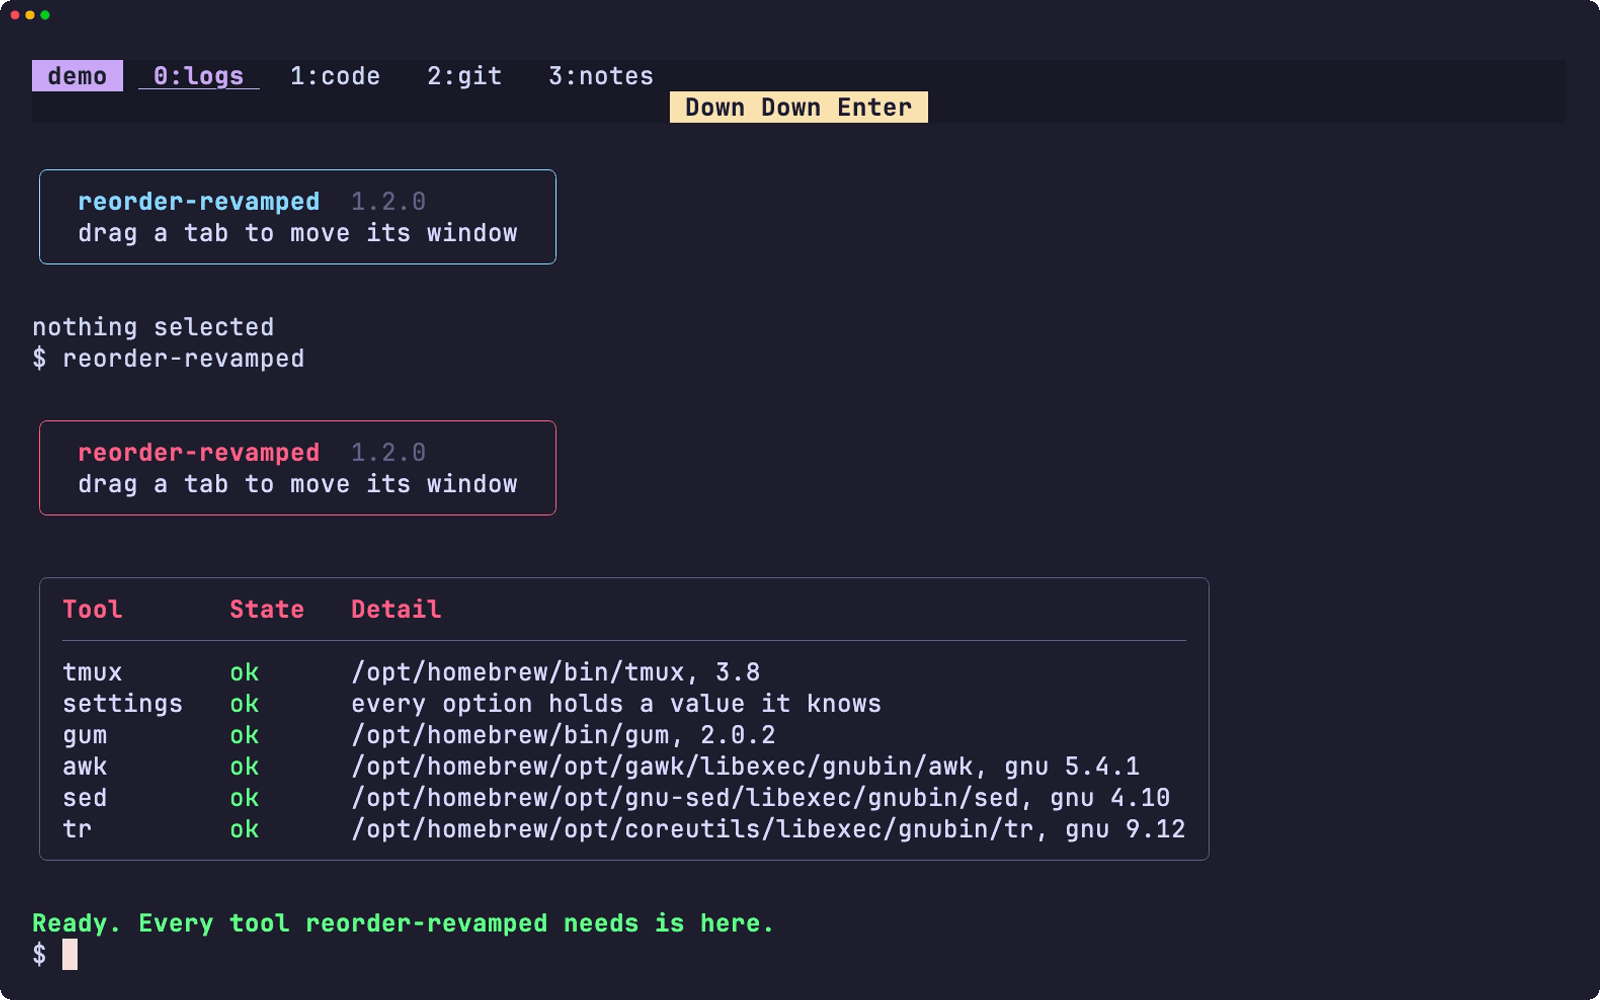 demo 0:logs 1:code 2:git 3:notes
Down Down Enter
reorder-revamped 1.2.0
drag a tab to move its window
nothing selected
$ reorder-revamped
reorder-revamped 1.2.0
drag a tab to move its window
Tool State Detail
tmux ok /opt/homebrew/bin/tmux, 3.8
settings ok every option holds a value it knows
gum ok /opt/homebrew/bin/gum, 2.0.2
awk ok /opt/homebrew/opt/gawk/libexec/gnubin/awk, gnu 5.4.1
sed ok /opt/homebrew/opt/gnu-sed/libexec/gnubin/sed, gnu 4.10
tr ok /opt/homebrew/opt/coreutils/libexec/gnubin/tr, gnu 9.12
Ready. Every tool reorder-revamped needs is here.
$